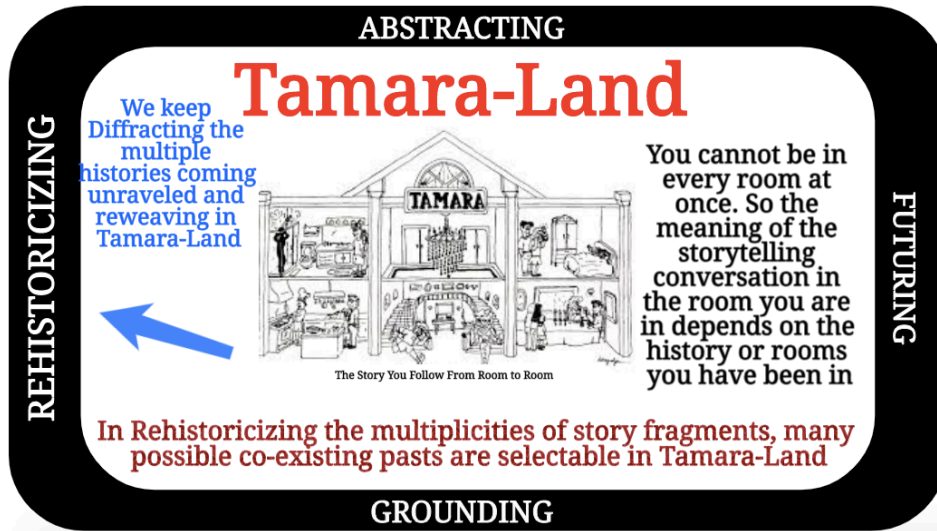 ABSTRACTING
Tamara-Land
We keep
Diffracting the
multiple
histories coming
unraveled and
reweaving in
Tamara-Land
REHISTORICIZING
TAMARA
The Story You Follow From Room to Room
You cannot be in
every room at
once. So the
meaning of the
storytelling
conversation in
the room you are
in depends on the
history or rooms
you have been in
FUTURING
In Rehistoricizing the multiplicities of story fragments, many
possible co-existing pasts are selectable in Tamara-Land
GROUNDING